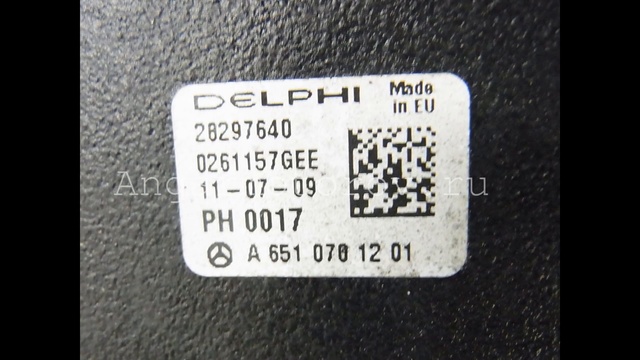 DELPHI
Made in EU
28297640
0261157GEE
11-07-09
PH 0017
A 651 070 12 01